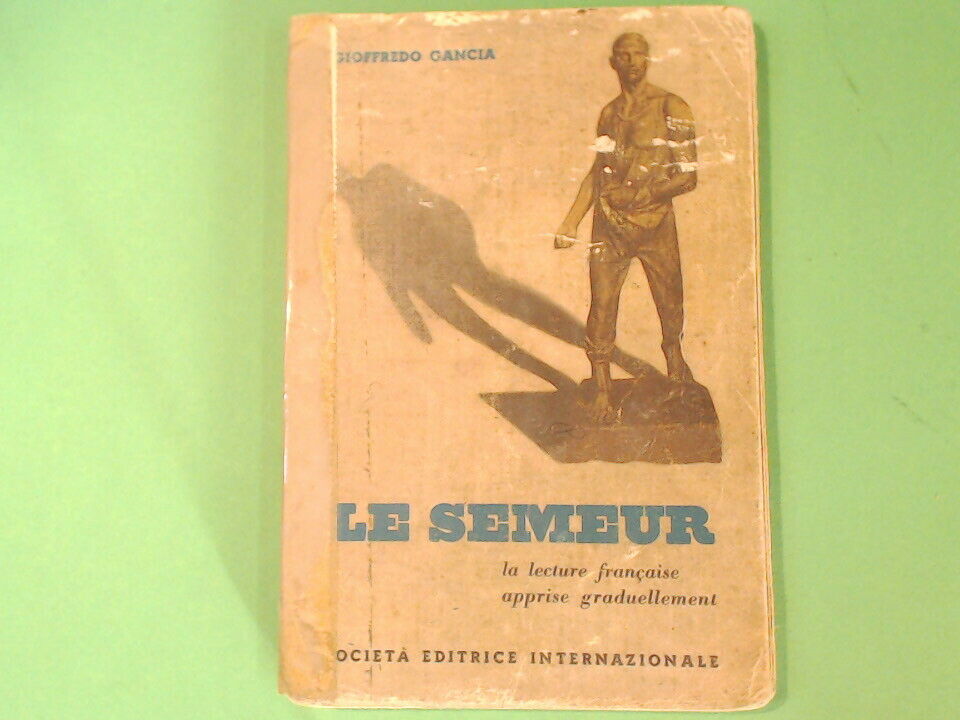 GIOFFREDO GANCIA
LE SEMEUR
la lecture française
apprise graduellement
OCIETÀ EDITRICE INTERNAZIONALE